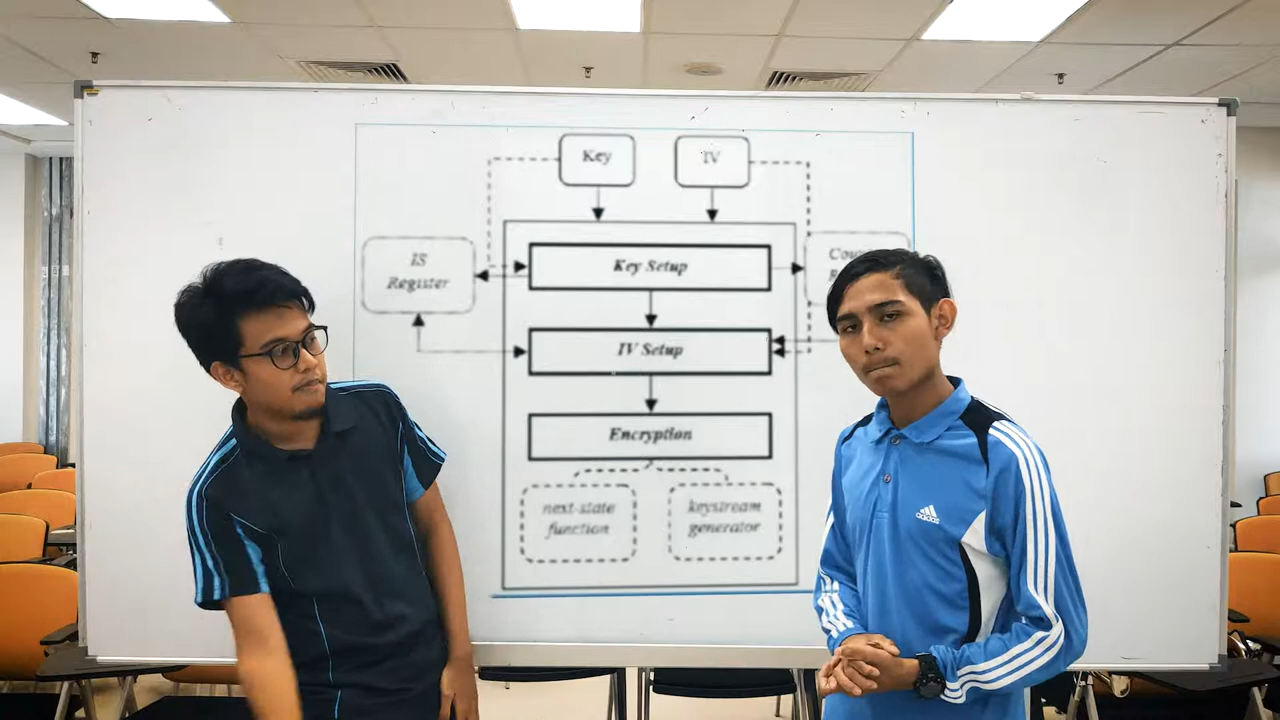 Key
IV
IS
Register
Key Setup
IV Setup
Encryption
next-state
function
keystream
generator
adidas